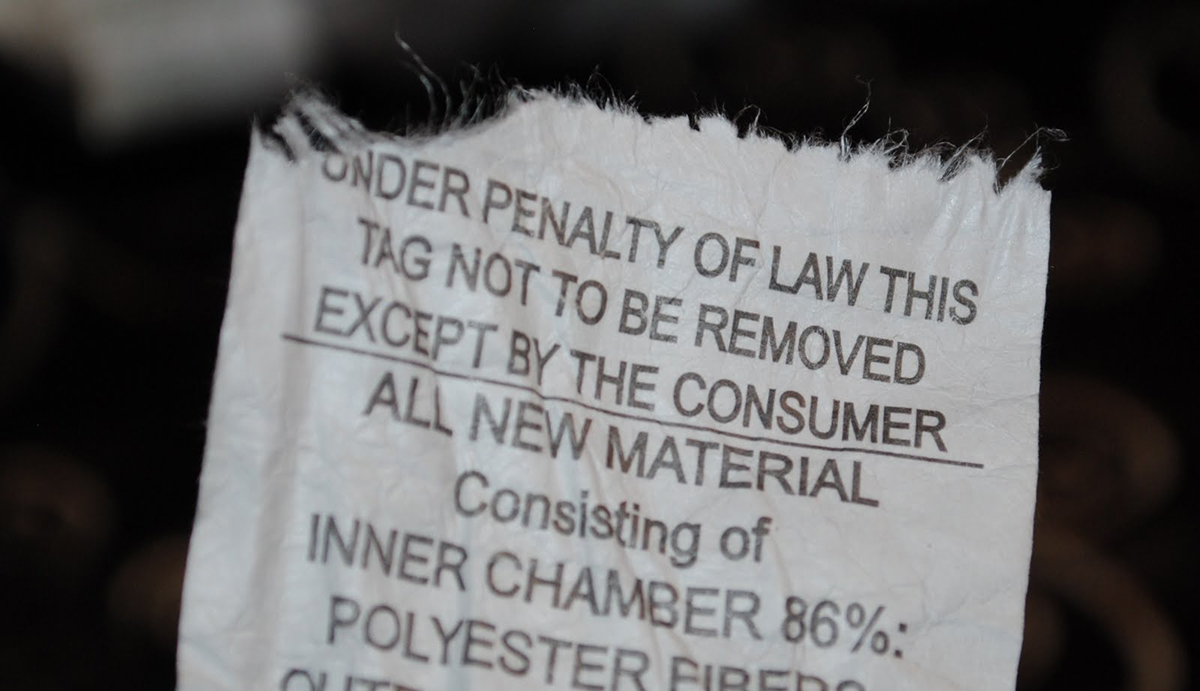 UNDER PENALTY OF LAW THIS
TAG NOT TO BE REMOVED
EXCEPT BY THE CONSUMER
ALL NEW MATERIAL
Consisting of
INNER CHAMBER 86%:
POLYESTER FIBERS